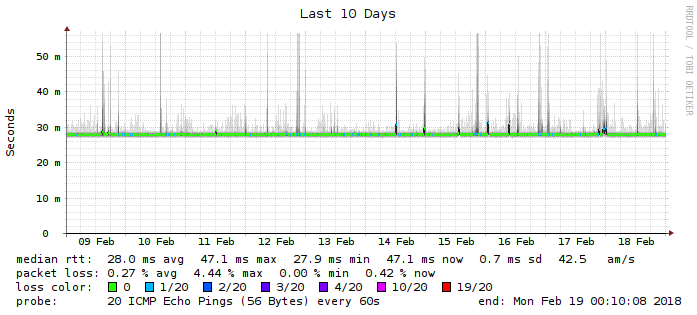 Last 10 Days
RRDTOOL / TOBI OETIKER
Seconds
50 m
40 m
30 m
20 m
10 m
0
09 Feb 10 Feb 11 Feb 12 Feb 13 Feb 14 Feb 15 Feb 16 Feb 17 Feb 18 Feb
median rtt: 28.0 ms avg 47.1 ms max 27.9 ms min 47.1 ms now 0.7 ms sd 42.5 am/s
packet loss: 0.27 % avg 4.44 % max 0.00 % min 0.42 % now
loss color: 0 1/20 2/20 3/20 4/20 10/20 19/20
probe: 20 ICMP Echo Pings (56 Bytes) every 60s end: Mon Feb 19 00:10:08 2018